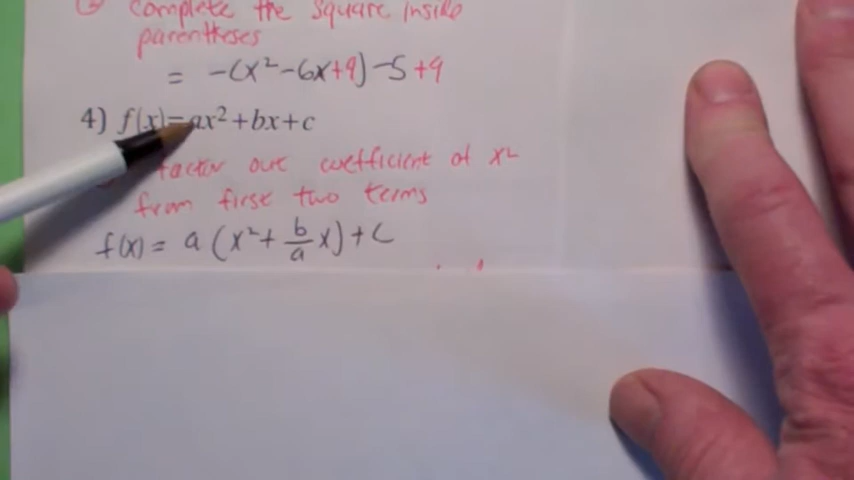 ② Complete the square inside
parentheses
= -(x² -6x+9) -5 +9
4) f(x)=ax²+bx+c
factor out coefficient of x²
from first two terms
f(x) = a (x² + b/a x) + c